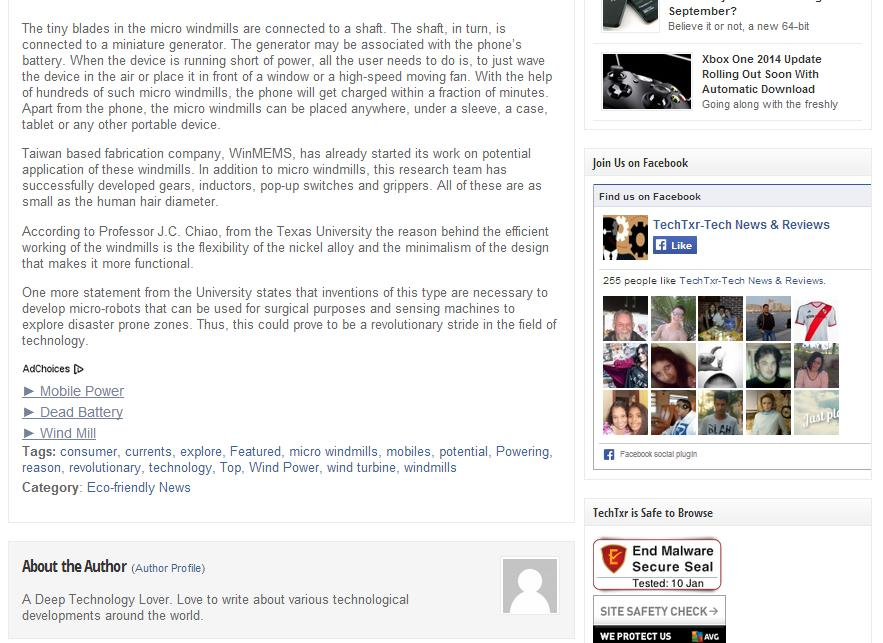 The tiny blades in the micro windmills are connected to a shaft. The shaft, in turn, is
connected to a miniature generator. The generator may be associated with the phone's
battery. When the device is running short of power, all the user needs to do is, to just wave
the device in the air or place it in front of a window or a high-speed moving fan. With the help
of hundreds of such micro windmills, the phone will get charged within a fraction of minutes.
Apart from the phone, the micro windmills can be placed anywhere, under a sleeve, a case,
tablet or any other portable device.
Taiwan based fabrication company, WinMEMS, has already started its work on potential
application of these windmills. In addition to micro windmills, this research team has
successfully developed gears, inductors, pop-up switches and grippers. All of these are as
small as the human hair diameter.
According to Professor J.C. Chiao, from the Texas University the reason behind the efficient
working of the windmills is the flexibility of the nickel alloy and the minimalism of the design
that makes it more functional.
One more statement from the University states that inventions of this type are necessary to
develop micro-robots that can be used for surgical purposes and sensing machines to
explore disaster prone zones. Thus, this could prove to be a revolutionary stride in the field of
technology.
AdChoices
► Mobile Power
► Dead Battery
► Wind Mill
Tags: consumer, currents, explore, Featured, micro windmills, mobiles, potential, Powering,
reason, revolutionary, technology, Top, Wind Power, wind turbine, windmills
Category: Eco-friendly News
About the Author (Author Profile)
A Deep Technology Lover. Love to write about various technological
developments around the world.
September?
Believe it or not, a new 64-bit
Xbox One 2014 Update
Rolling Out Soon With
Automatic Download
Going along with the freshly
Join Us on Facebook
Find us on Facebook
TechTxr-Tech News & Reviews
Like
255 people like TechTxr-Tech News & Reviews.
BLAH
Just pl
Facebook social plugin
TechTxr is Safe to Browse
End Malware
Secure Seal
Tested: 10 Jan
SITE SAFETY CHECK→
WE PROTECT US AVG